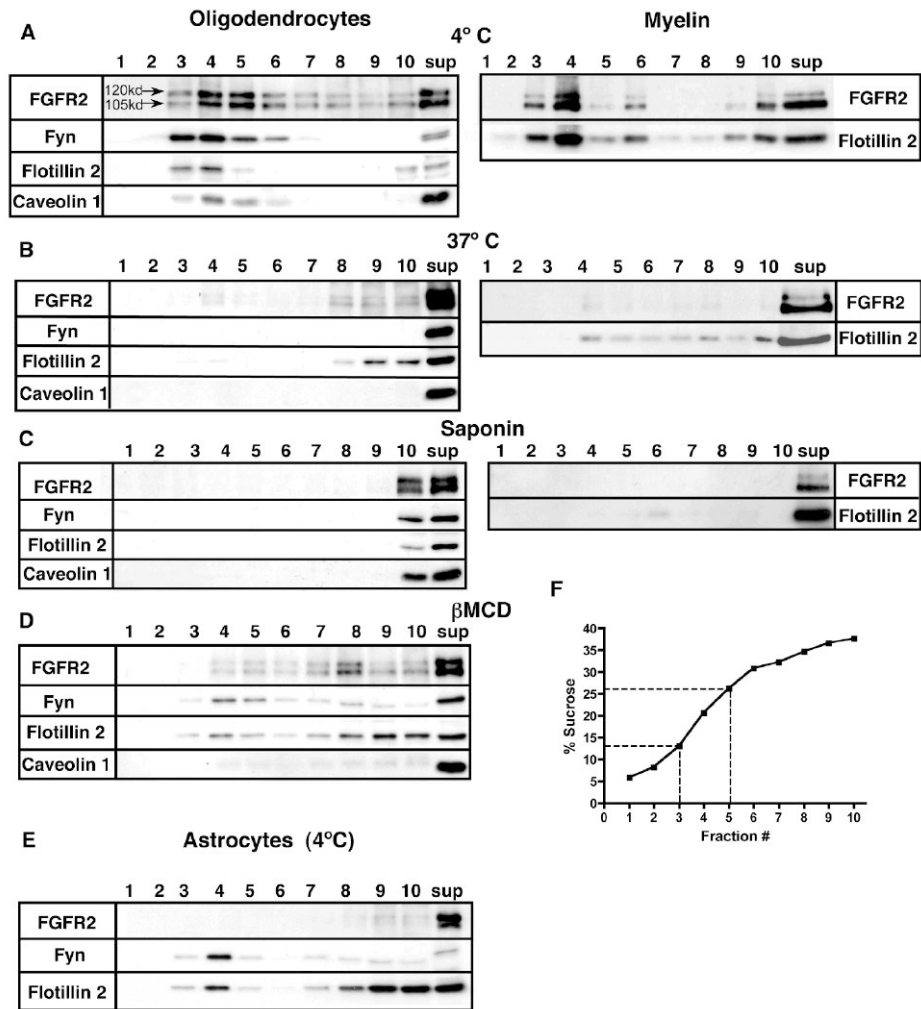 Oligodendrocytes Myelin
A 4° C
1 2 3 4 5 6 7 8 9 10 sup 1 2 3 4 5 6 7 8 9 10 sup
120kd
FGFR2 105kd FGFR2
Fyn
Flotillin 2 Flotillin 2
Caveolin 1
B 37° C
1 2 3 4 5 6 7 8 9 10 sup 1 2 3 4 5 6 7 8 9 10 sup
FGFR2 FGFR2
Fyn
Flotillin 2 Flotillin 2
Caveolin 1
C Saponin
1 2 3 4 5 6 7 8 9 10 sup 1 2 3 4 5 6 7 8 9 10 sup
FGFR2 FGFR2
Fyn Flotillin 2
Flotillin 2
Caveolin 1
D βMCD
1 2 3 4 5 6 7 8 9 10 sup
FGFR2
Fyn
Flotillin 2
Caveolin 1
F
40
35
30
25
20
15
10
5
0
% Sucrose
0 1 2 3 4 5 6 7 8 9 10
Fraction #
E Astrocytes (4°C)
1 2 3 4 5 6 7 8 9 10 sup
FGFR2
Fyn
Flotillin 2